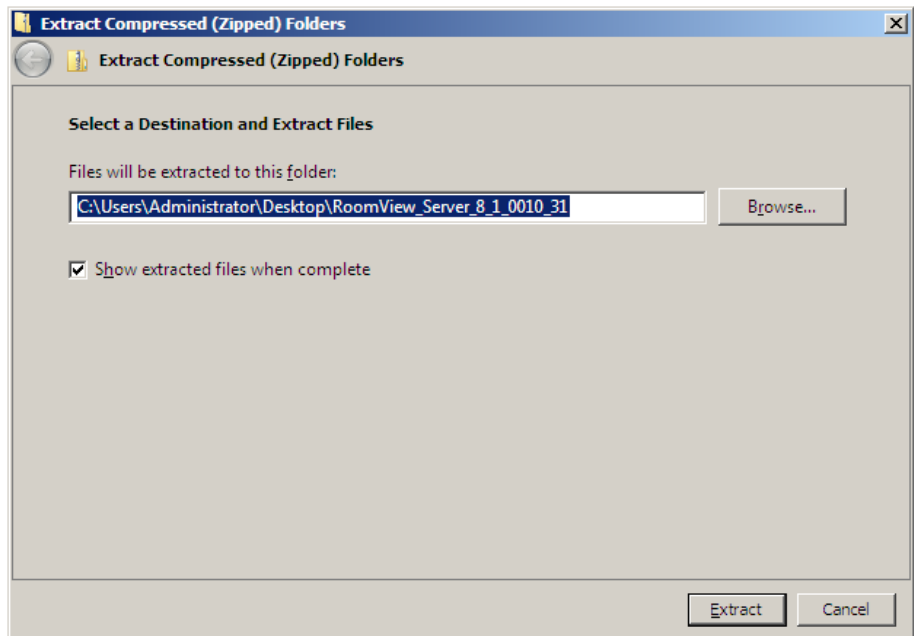 Extract Compressed (Zipped) Folders
Extract Compressed (Zipped) Folders
Select a Destination and Extract Files
Files will be extracted to this folder:
C:\Users\Administrator\Desktop\RoomView_Server_8_1_0010_31
Browse...
Show extracted files when complete
Extract
Cancel